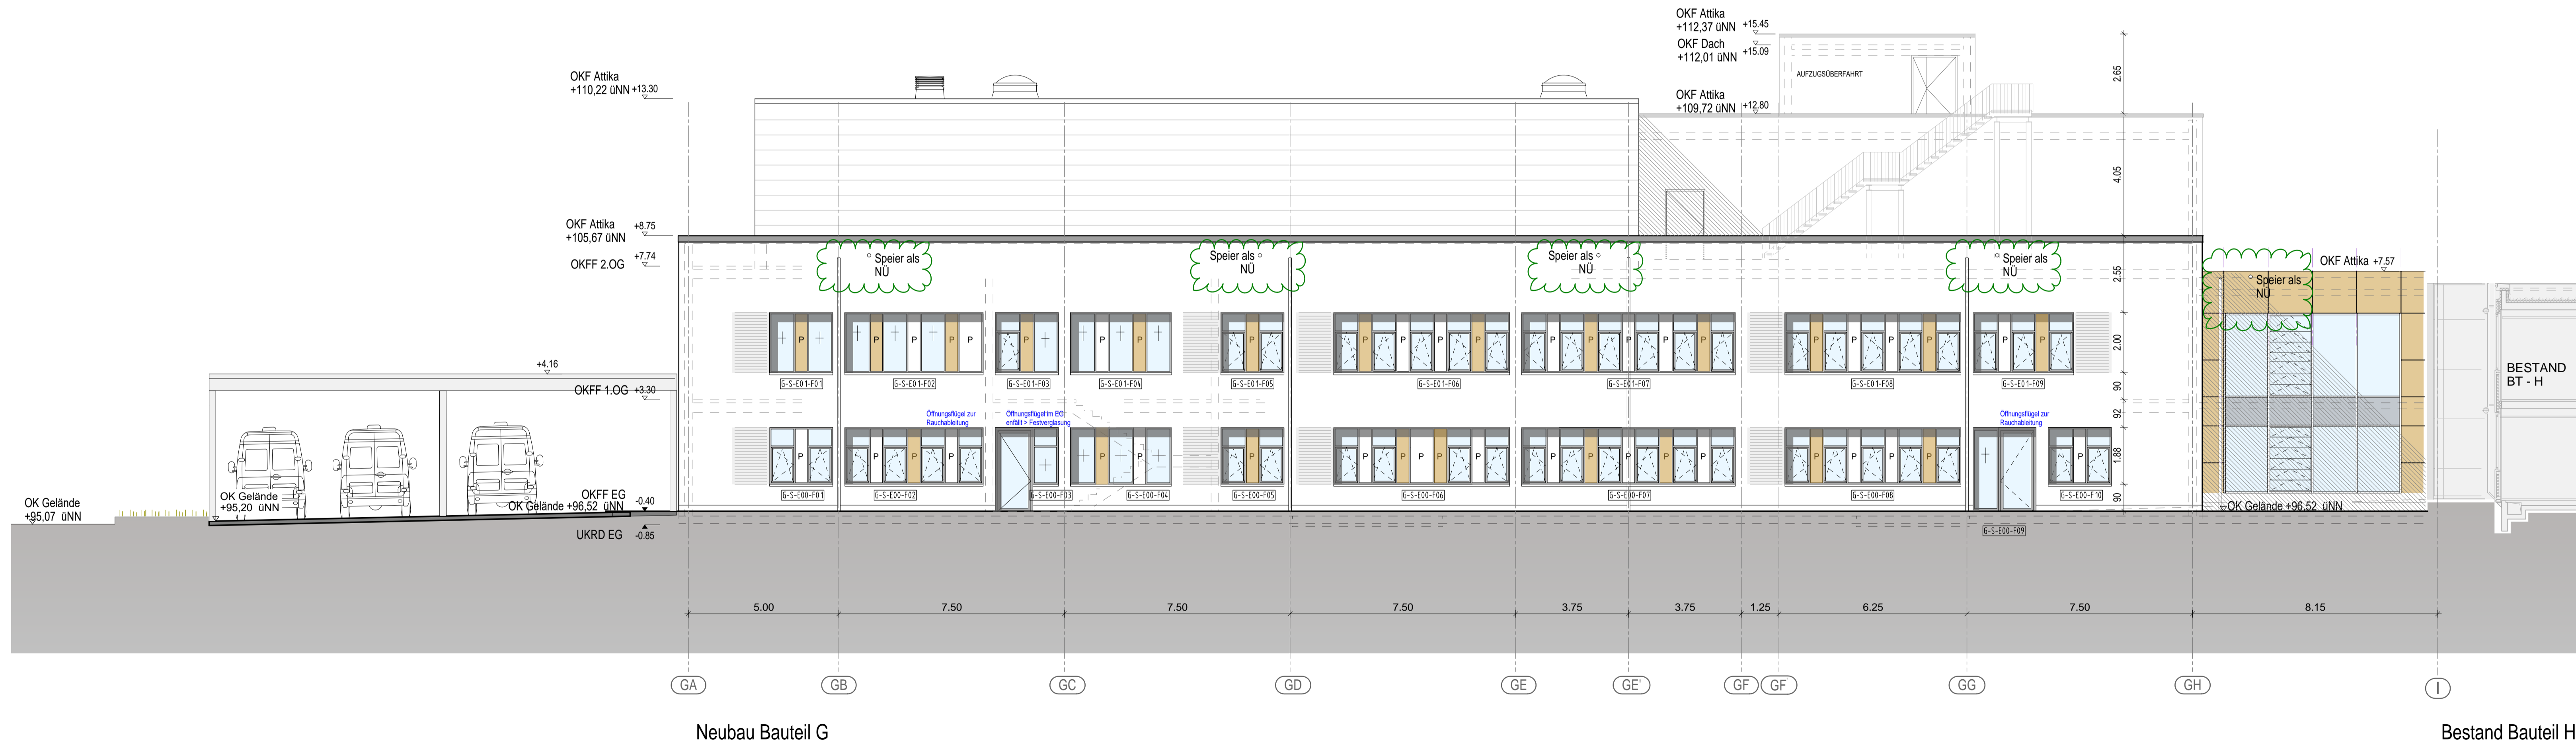 OKF Attika
+112,37 üNN
+15.45
OKF Dach
+112,01 üNN
+15.09
AUFZUGSÜBERFAHRT
2.65
OKF Attika
+110,22 üNN
+13.30
OKF Attika
+109,72 üNN
+12.80
4.05
OKF Attika
+105,67 üNN
+8.75
OKFF 2.OG
+7.74
Speier als
NÜ
Speier als
NÜ
Speier als
NÜ
Speier als
NÜ
Speier als
NÜ
OKF Attika +7.57
2.55
P P P P P P P P P P P P P P P P P P P P P P P P
2.00
G-S-E01-F01
G-S-E01-F02
G-S-E01-F03
G-S-E01-F04
G-S-E01-F05
G-S-E01-F06
G-S-E01-F07
G-S-E01-F08
G-S-E01-F09
BESTAND
BT - H
+4.16
OKFF 1.OG
+3.30
90
92
Öffnungsflügel zur
Rauchableitung
Öffnungsflügel im EG
enfällt > Festverglasung
Öffnungsflügel zur
Rauchableitung
P P P P P P P P P P P P P P P P P P P P
1.88
G-S-E00-F01
G-S-E00-F02
G-S-E00-F03
G-S-E00-F04
G-S-E00-F05
G-S-E00-F06
G-S-E00-F07
G-S-E00-F08
G-S-E00-F10
90
OK Gelände
+95,07 üNN
OK Gelände
+95,20 üNN
OKFF EG
-0.40
OK Gelände +96,52 üNN
OK Gelände +96.52 üNN
UKRD EG
-0.85
G-S-E00-F09
5.00
7.50
7.50
7.50
3.75
3.75
1.25
6.25
7.50
8.15
GA
GB
GC
GD
GE
GE'
GF
GF
GG
GH
I
Neubau Bauteil G
Bestand Bauteil H